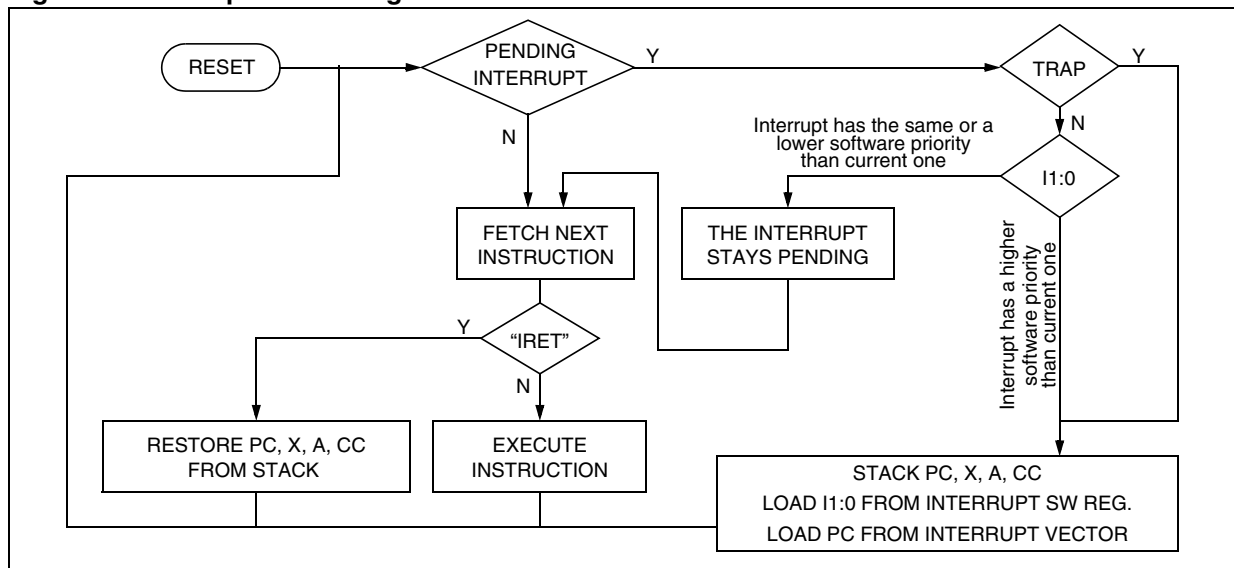 RESET
PENDING
INTERRUPT
Y
TRAP
Y
N
N
Interrupt has the same or a
lower software priority
than current one
I1:0
FETCH NEXT
INSTRUCTION
THE INTERRUPT
STAYS PENDING
Interrupt has a higher
software priority
than current one
Y
“IRET”
N
RESTORE PC, X, A, CC
FROM STACK
EXECUTE
INSTRUCTION
STACK PC, X, A, CC
LOAD I1:0 FROM INTERRUPT SW REG.
LOAD PC FROM INTERRUPT VECTOR